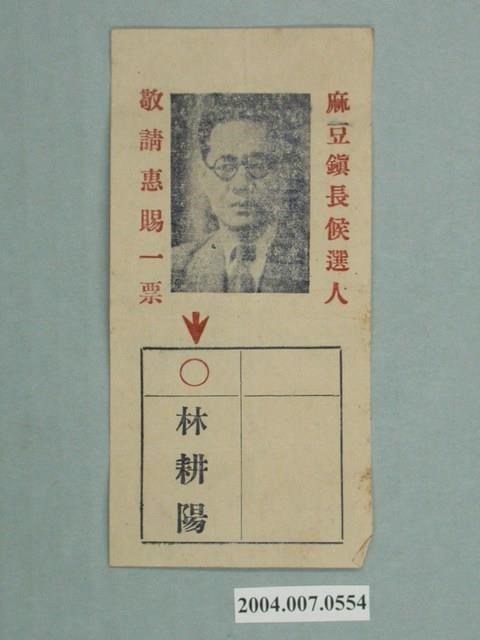 麻豆鎮長候選人
敬請惠賜一票
○
林耕陽
2004.007.0554